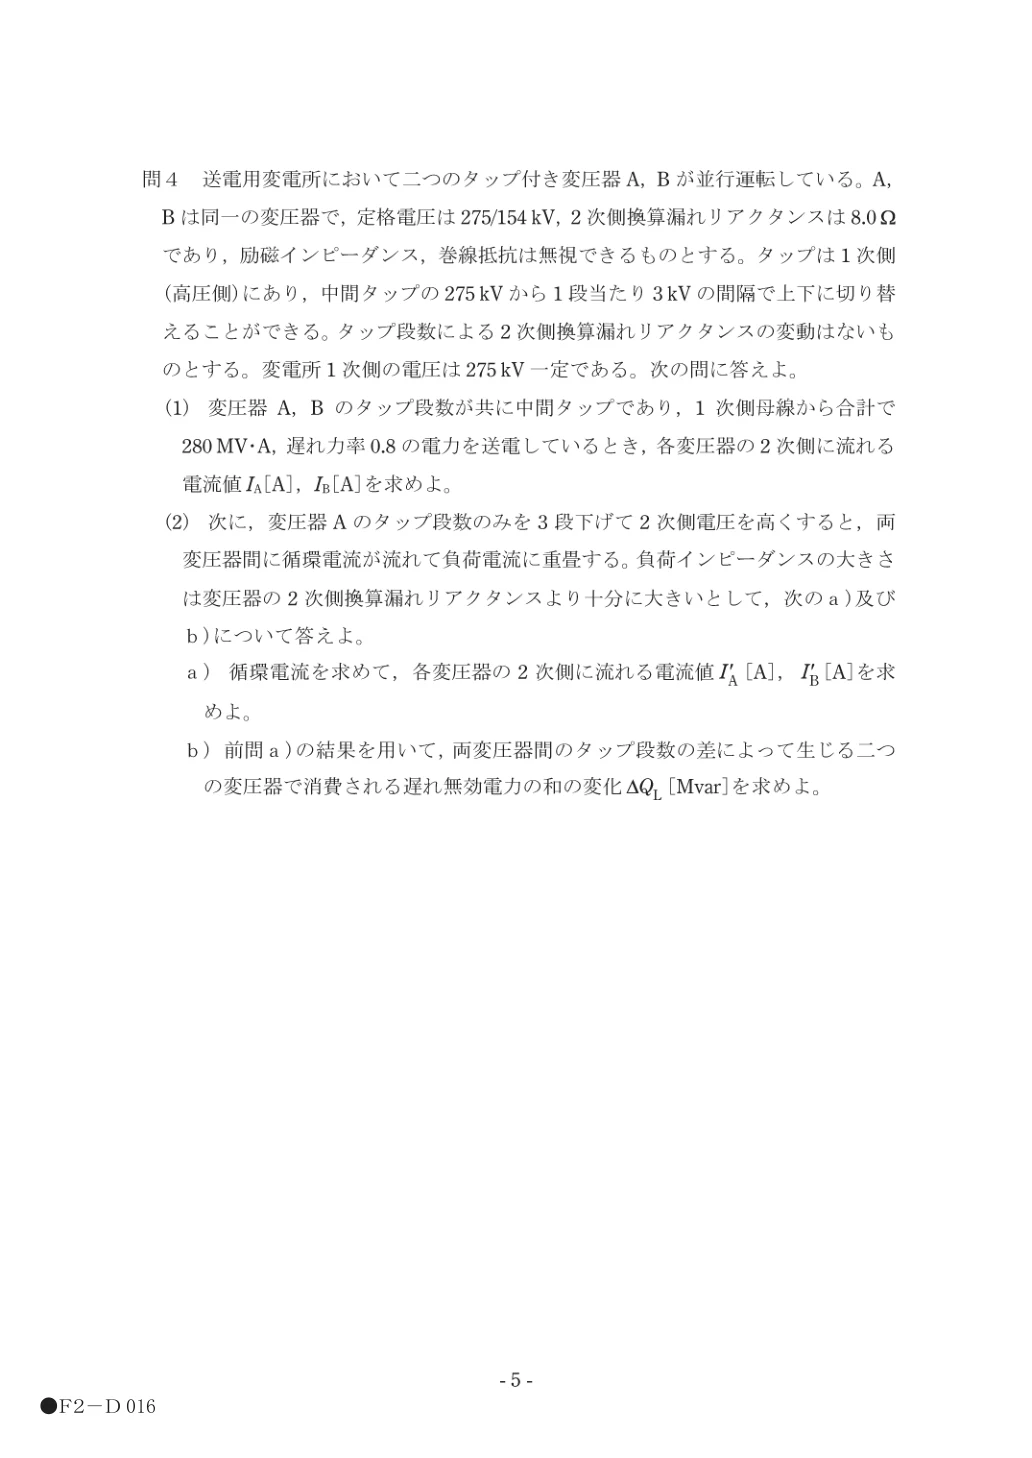 問４　送電用変電所において二つのタップ付き変圧器 A, B が並行運転している。A,
B は同一の変圧器で, 定格電圧は 275/154 kV, 2 次側換算漏れリアクタンスは 8.0 Ω
であり，励磁インピーダンス，巻線抵抗は無視できるものとする。タップは 1 次側
(高圧側)にあり，中間タップの 275 kV から 1 段当たり 3 kV の間隔で上下に切り替
えることができる。タップ段数による 2 次側換算漏れリアクタンスの変動はないも
のとする。変電所 1 次側の電圧は 275 kV 一定である。次の問に答えよ。
(1)　変圧器 A, B のタップ段数が共に中間タップであり，1 次側母線から合計で
280 MV･A, 遅れ力率 0.8 の電力を送電しているとき, 各変圧器の 2 次側に流れる
電流値 I_A[A]，I_B[A]を求めよ。
(2)　次に，変圧器 A のタップ段数のみを 3 段下げて 2 次側電圧を高くすると，両
変圧器間に循環電流が流れて負荷電流に重畳する。負荷インピーダンスの大きさ
は変圧器の 2 次側換算漏れリアクタンスより十分に大きいとして，次の a )及び
b )について答えよ。
a )　循環電流を求めて，各変圧器の 2 次側に流れる電流値 I′_A [A]，I′_B [A]を求
めよ。
b )　前問 a )の結果を用いて, 両変圧器間のタップ段数の差によって生じる二つ
の変圧器で消費される遅れ無効電力の和の変化 ΔQ_L [Mvar]を求めよ。
- 5 -
●F2－D 016